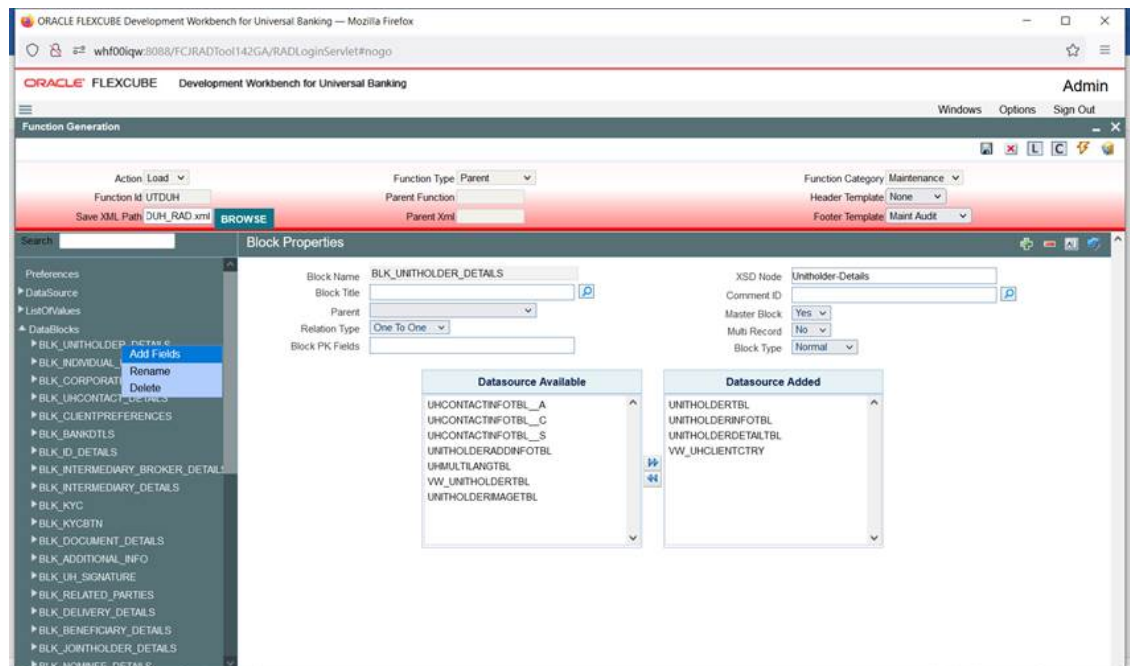 ORACLE FLEXCUBE Development Workbench for Universal Banking — Mozilla Firefox
whf00iqw:8088/FCJRADTool142GA/RADLoginServlet#nogo
ORACLE FLEXCUBE Development Workbench for Universal Banking Admin
Windows Options Sign Out
Function Generation
L C
Action Load Function Type Parent Function Category Maintenance
Function Id UTDUH Parent Function Header Template None
Save XML Path DUH_RAD.xml BROWSE Parent Xml Footer Template Maint Audit
Search Block Properties
Preferences
DataSource
ListOfValues
DataBlocks
BLK_UNITHOLDER_DETAILS
BLK_INDIVIDUAL
BLK_CORPORAT
BLK_UHCONTACT_DETAILS
BLK_CLIENTPREFERENCES
BLK_BANKDTLS
BLK_ID_DETAILS
BLK_INTERMEDIARY_BROKER_DETAIL
BLK_INTERMEDIARY_DETAILS
BLK_KYC
BLK_KYCBTN
BLK_DOCUMENT_DETAILS
BLK_ADDITIONAL_INFO
BLK_UH_SIGNATURE
BLK_RELATED_PARTIES
BLK_DELIVERY_DETAILS
BLK_BENEFICIARY_DETAILS
BLK_JOINTHOLDER_DETAILS
BLK_NOMINEE_DETAILS
Add Fields
Rename
Delete
Block Name BLK_UNITHOLDER_DETAILS XSD Node Unitholder-Details
Block Title Comment ID
Parent Master Block Yes
Relation Type One To One Multi Record No
Block PK Fields Block Type Normal
Datasource Available
UHCONTACTINFOTBL__A
UHCONTACTINFOTBL__C
UHCONTACTINFOTBL__S
UNITHOLDERADDINFOTBL
UHMULTILANGTBL
VW_UNITHOLDERTBL
UNITHOLDERIMAGETBL
Datasource Added
UNITHOLDERTBL
UNITHOLDERINFOTBL
UNITHOLDERDETAILTBL
VW_UHCLIENTCTRY